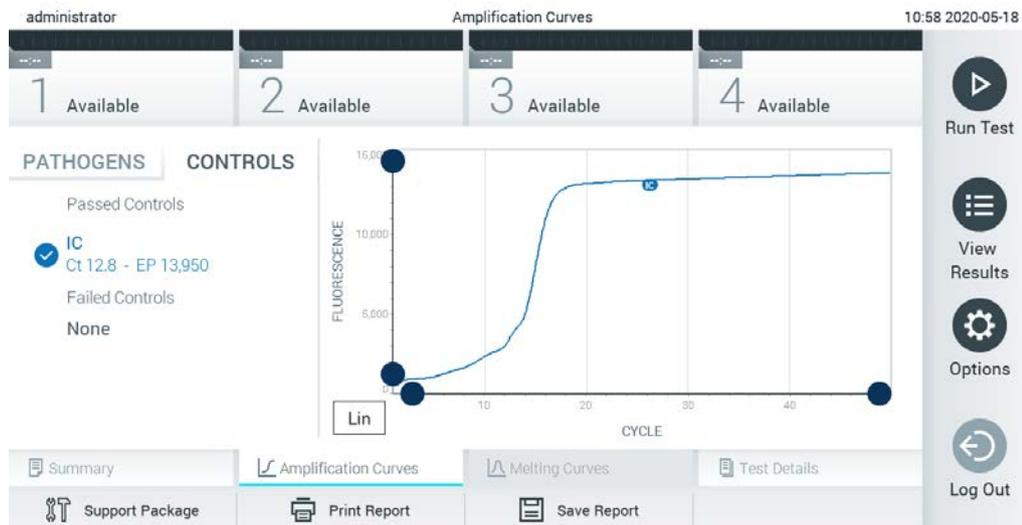 administrator
Amplification Curves
10:58 2020-05-18
--:--
1 Available
--:--
2 Available
--:--
3 Available
--:--
4 Available
Run Test
View
Results
Options
Log Out
PATHOGENS
CONTROLS
Passed Controls
IC
Ct 12.8 - EP 13,950
Failed Controls
None
FLUORESCENCE
10,000
5,000
0
IC
10
20
30
40
CYCLE
Lin
Summary
Amplification Curves
Melting Curves
Test Details
Support Package
Print Report
Save Report